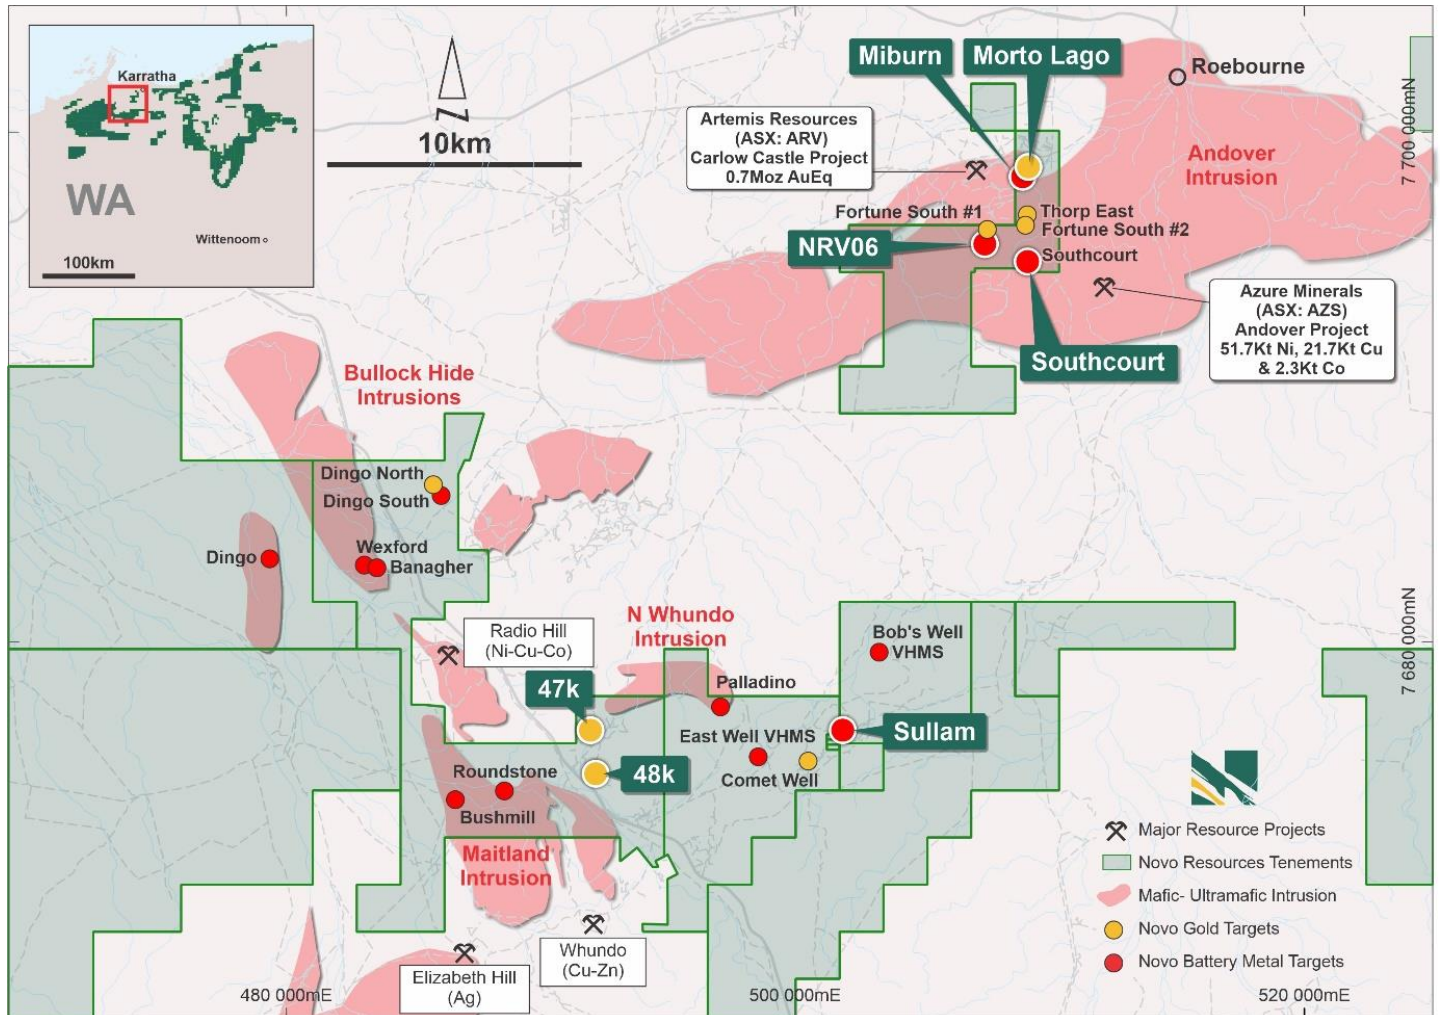 Karratha
WA
Wittenoom
100km
N
10km
Miburn
Morto Lago
Roebourne
7 700 000mN
Artemis Resources
(ASX: ARV)
Carlow Castle Project
0.7Moz AuEq
Andover
Intrusion
Fortune South #1
Thorp East
Fortune South #2
NRV06
Southcourt
Azure Minerals
(ASX: AZS)
Andover Project
51.7Kt Ni, 21.7Kt Cu
& 2.3Kt Co
Southcourt
Bullock Hide
Intrusions
Dingo North
Dingo South
Dingo
Wexford
Banagher
Radio Hill
(Ni-Cu-Co)
N Whundo
Intrusion
Bob's Well
VHMS
7 680 000mN
47k
Palladino
East Well VHMS
Sullam
48k
Comet Well
Roundstone
Bushmill
Maitland
Intrusion
Whundo
(Cu-Zn)
Elizabeth Hill
(Ag)
Major Resource Projects
Novo Resources Tenements
Mafic- Ultramafic Intrusion
Novo Gold Targets
Novo Battery Metal Targets
480 000mE
500 000mE
520 000mE